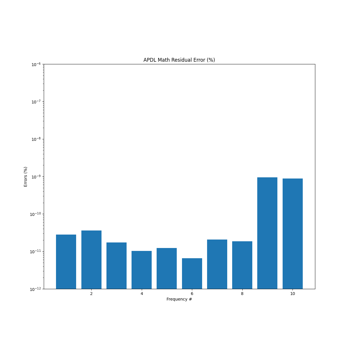 APDL Math Residual Error (%)
10⁻⁶
10⁻⁷
10⁻⁸
10⁻⁹
10⁻¹⁰
10⁻¹¹
10⁻¹²
Errors (%)
2 4 6 8 10
Frequency #